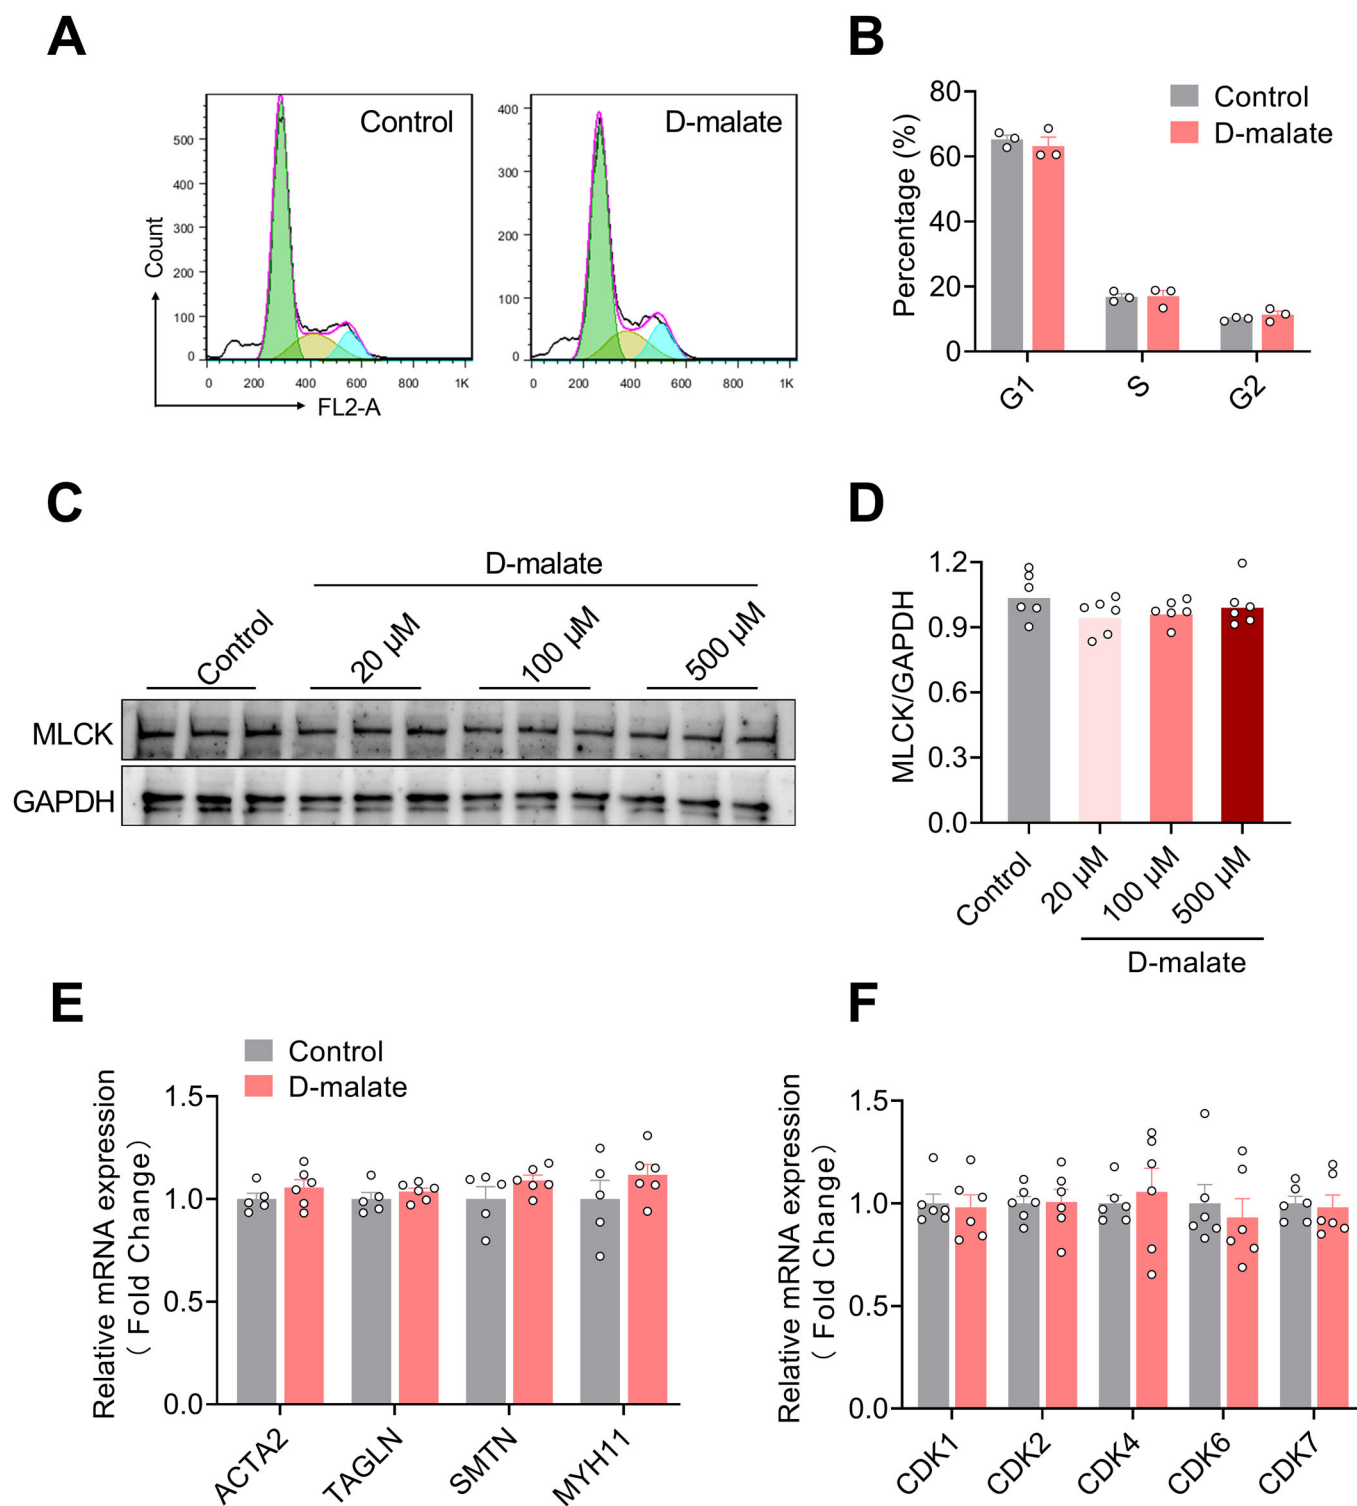 A
Control
Count
500
400
300
200
100
0
0 200 400 600 800 1K
FL2-A
D-malate
400
300
200
100
0
0 200 400 600 800 1K
B
Control
D-malate
Percentage (%)
80
60
40
20
0
G1 S G2
C
D-malate
Control 20 μM 100 μM 500 μM
MLCK
GAPDH
D
MLCK/GAPDH
1.2
0.9
0.6
0.3
0.0
Control 20 μM 100 μM 500 μM
D-malate
E
Control
D-malate
Relative mRNA expression
( Fold Change)
1.5
1.0
0.5
0.0
ACTA2 TAGLN SMTN MYH11
F
Relative mRNA expression
( Fold Change)
1.5
1.0
0.5
0.0
CDK1 CDK2 CDK4 CDK6 CDK7